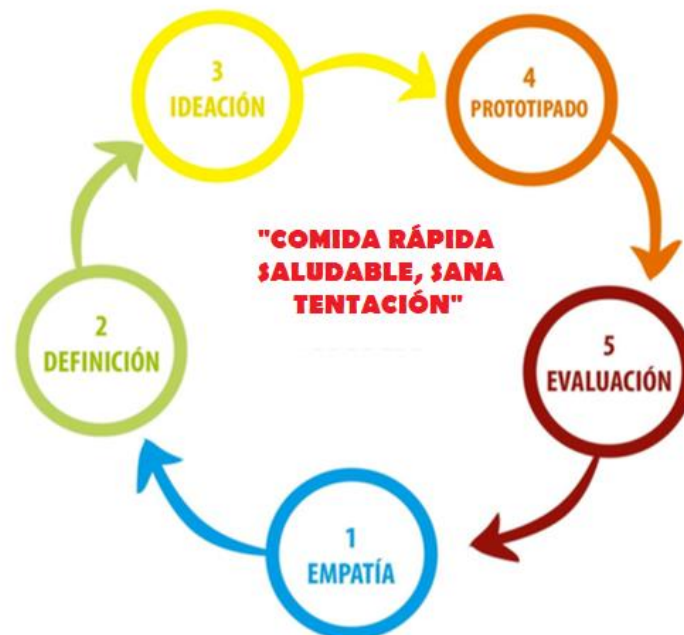 3
IDEACIÓN
4
PROTOTIPADO
"COMIDA RÁPIDA
SALUDABLE, SANA
TENTACIÓN"
2
DEFINICIÓN
5
EVALUACIÓN
1
EMPATÍA